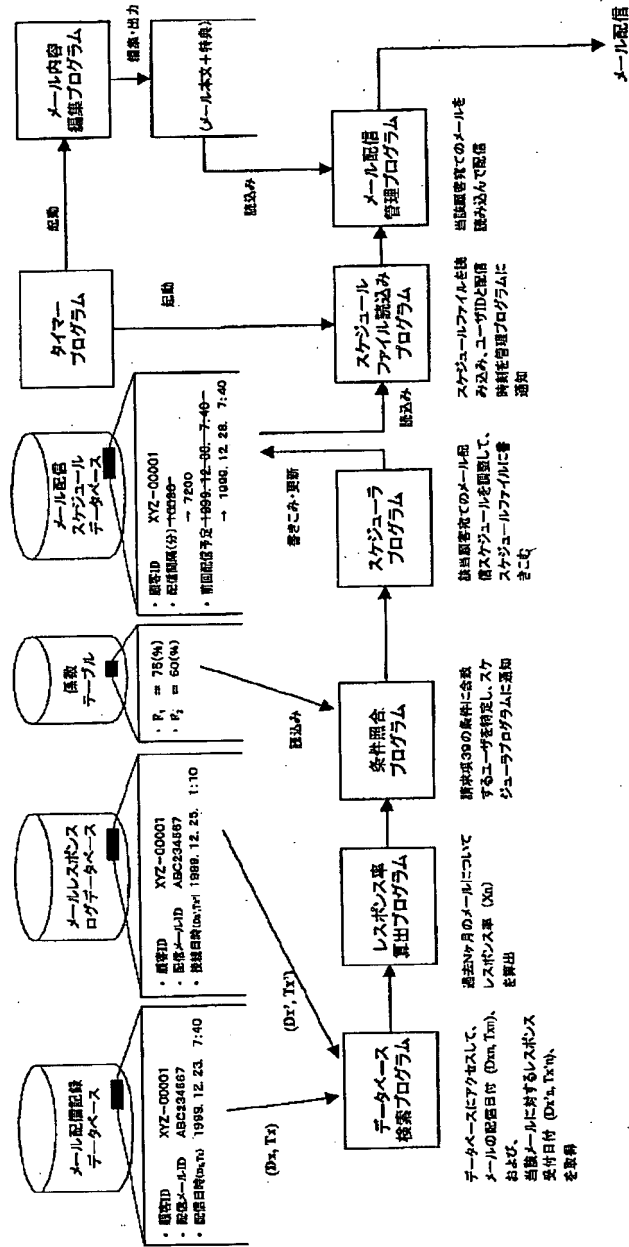 メール配信記録
データベース
・ 顧客ID XYZ-00001
・ 配信メールID ABC234567
・ 配信日時(Dx,Tx) 1999. 12. 23. 7:40
(Dx, Tx)
メールレスポンス
ログデータベース
・ 顧客ID XYZ-00001
・ 配信メールID ABC234567
・ 接続日時(Dx',Tx') 1999. 12. 25. 1:10
(Dx', Tx')
係数
テーブル
・ P1 = 75(%)
・ P2 = 60(%)
読込み
メール配信
スケジュール
データベース
・ 顧客ID XYZ-00001
・ 配信間隔(分) 10080
→ 7200
・ 前回配信予定 1999. 12. 30. 7:40
→ 1999. 12. 28. 7:40
書きこみ・更新
読込み
タイマー
プログラム
起動
起動
メール内容
編集プログラム
編集・出力
(メール本文+特典)
読込み
データベース
検索プログラム
レスポンス率
算出プログラム
条件照合
プログラム
スケジューラ
プログラム
スケジュール
ファイル読込み
プログラム
メール配信
管理プログラム
データベースにアクセスして、
メールの配信日付 (Dxn, Txn)、
および、
当該メールに対するレスポンス
受付日付 (Dx'n, Tx'n)、
を取得
過去Nヶ月のメールについて
レスポンス率 (Xn)
を算出
請求項39の条件に合致
するユーザを特定し、スケ
ジューラプログラムに通知
該当顧客宛てのメール配
信スケジュールを調整して、
スケジュールファイルに書
きこむ
スケジュールファイルを読
み込み、ユーザIDと配信
時刻を管理プログラムに
通知
当該顧客宛てのメールを
読み込んで配信
メール配信